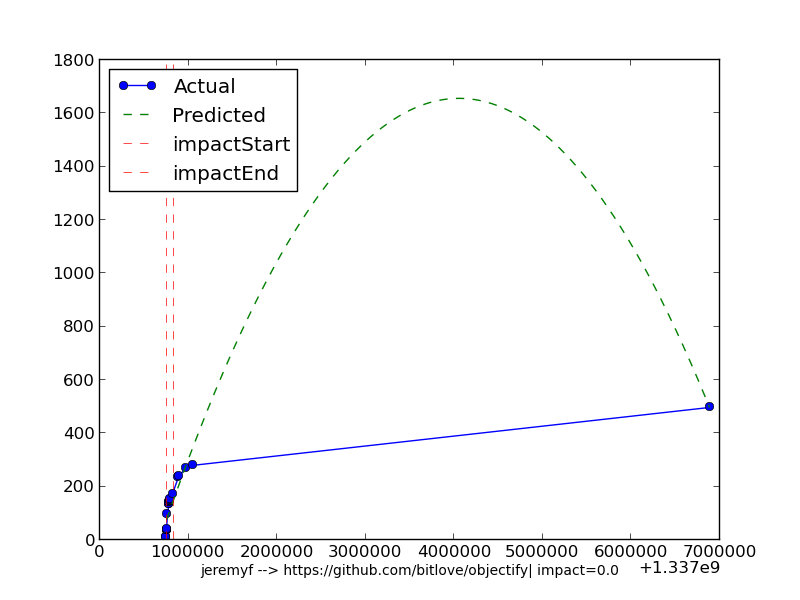 1800
1600
1400
1200
1000
800
600
400
200
0
Actual
Predicted
impactStart
impactEnd
0 1000000 2000000 3000000 4000000 5000000 6000000 7000000
+1.337e9
jeremyf --> https://github.com/bitlove/objectify| impact=0.0